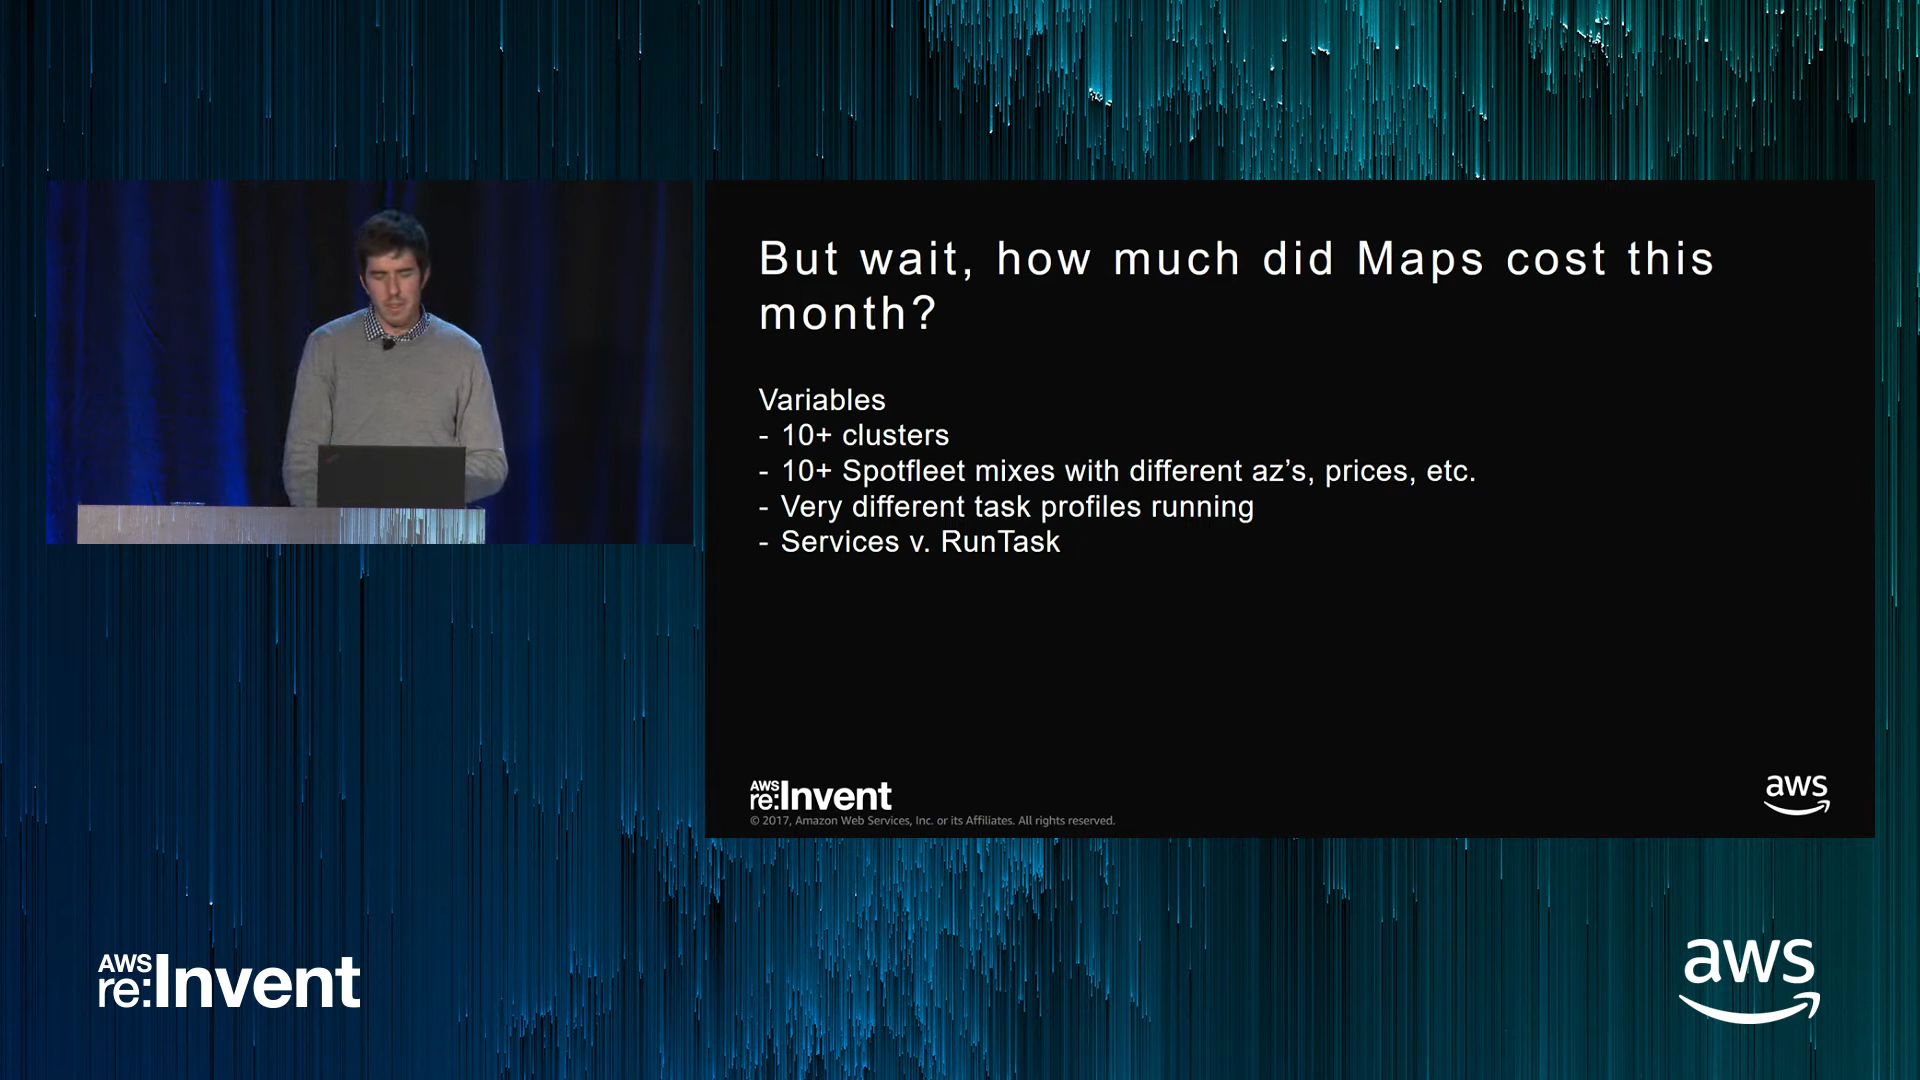 But wait, how much did Maps cost this
month?
Variables
- 10+ clusters
- 10+ Spotfleet mixes with different az’s, prices, etc.
- Very different task profiles running
- Services v. RunTask
AWS
re:Invent
© 2017, Amazon Web Services, Inc. or its Affiliates. All rights reserved.
aws
AWS
re:Invent
aws